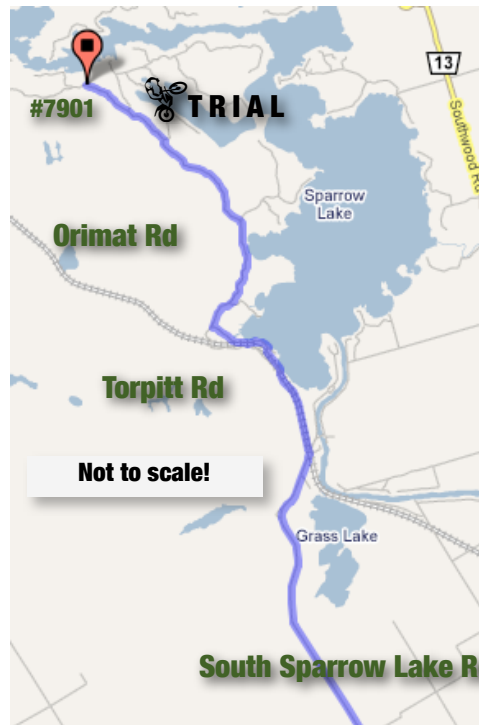 13
Southwood Rd
#7901
TRIAL
Sparrow
Lake
Orimat Rd
Torpitt Rd
Not to scale!
Grass Lake
South Sparrow Lake R